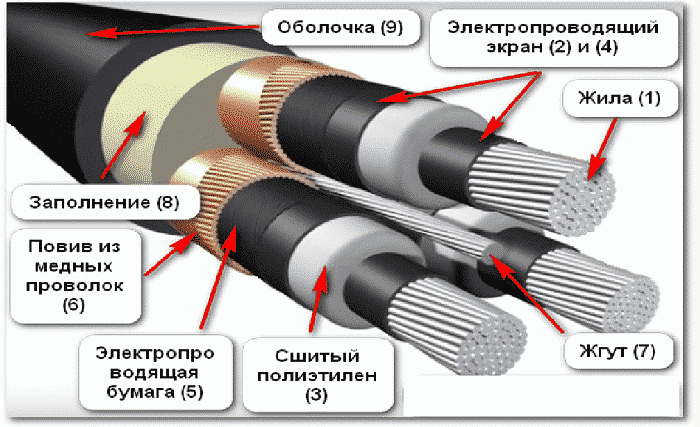 Оболочка (9)
Электропроводящий
экран (2) и (4)
Жила (1)
Заполнение (8)
Повив из
медных
проволок
(6)
Электропро
водящая
бумага (5)
Сшитый
полиэтилен
(3)
Жгут (7)